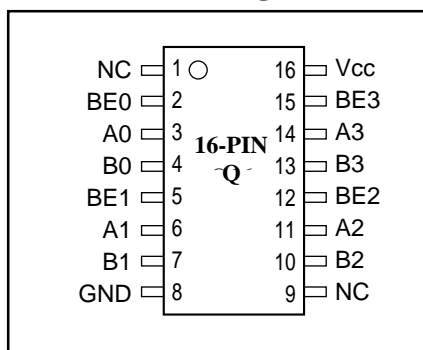 NC 1 16 Vcc
BE0 2 15 BE3
A0 3 14 A3
16-PIN
B0 4 13 B3
Q
BE1 5 12 BE2
A1 6 11 A2
B1 7 10 B2
GND 8 9 NC